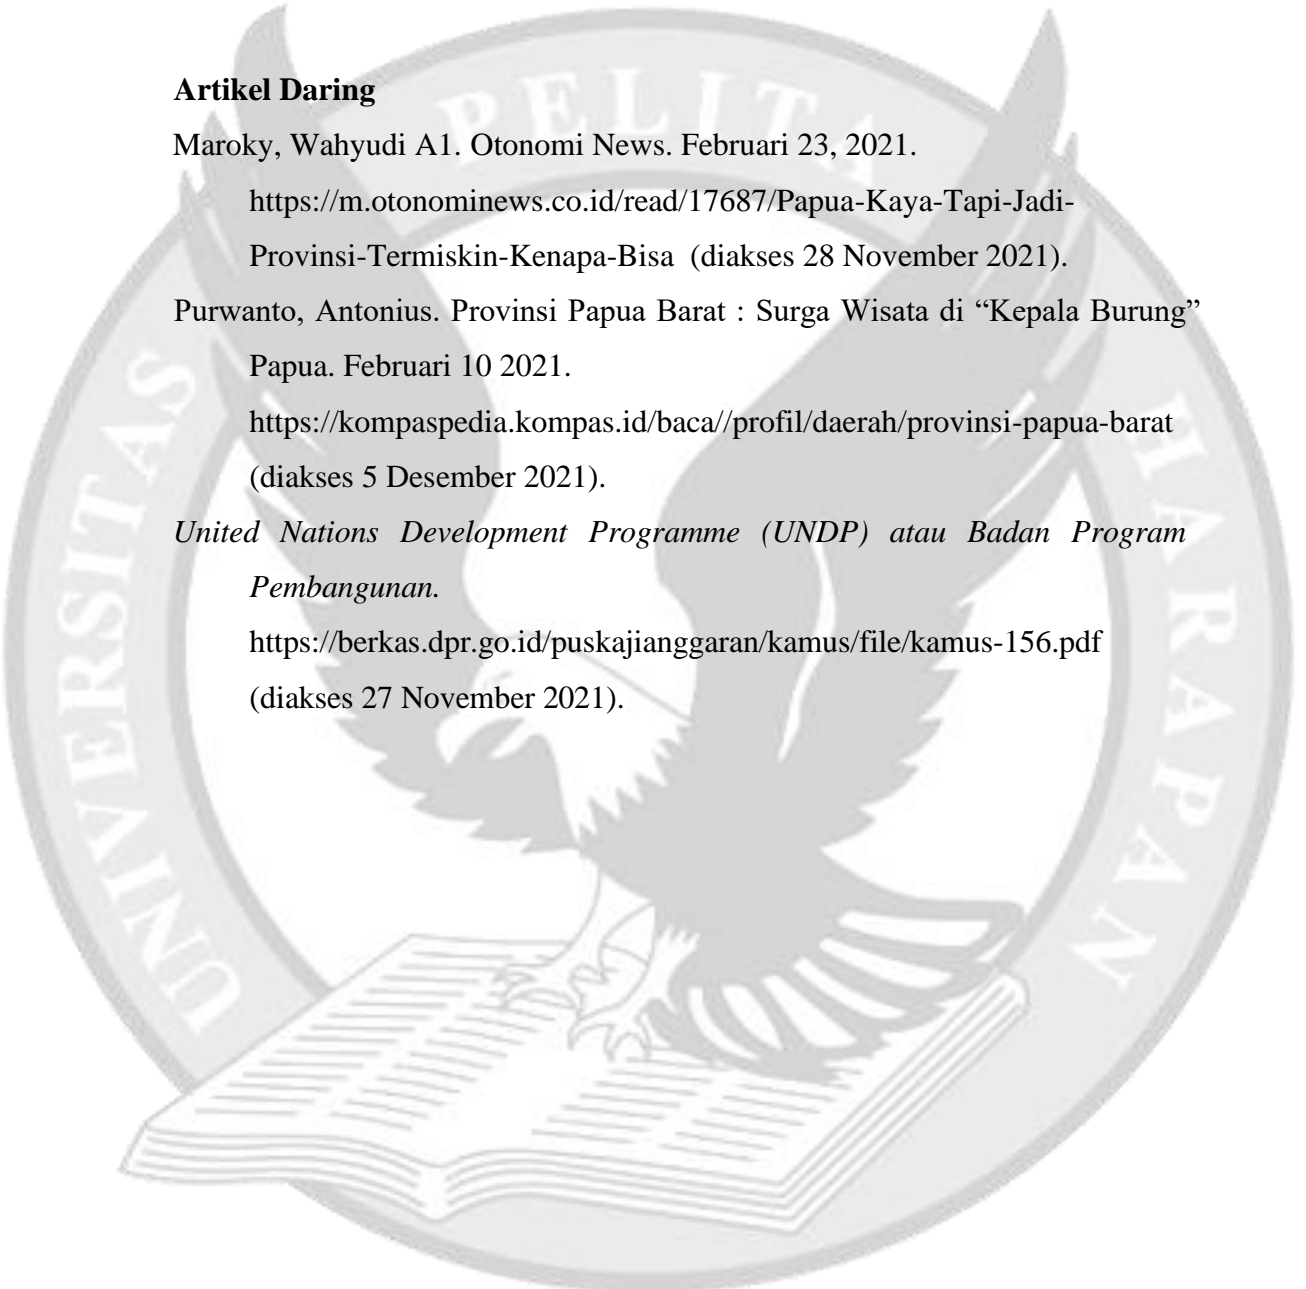 Artikel Daring
Maroky, Wahyudi A1. Otonomi News. Februari 23, 2021.
https://m.otonominews.co.id/read/17687/Papua-Kaya-Tapi-Jadi-
Provinsi-Termiskin-Kenapa-Bisa  (diakses 28 November 2021).
Purwanto, Antonius. Provinsi Papua Barat : Surga Wisata di “Kepala Burung”
Papua. Februari 10 2021.
https://kompaspedia.kompas.id/baca//profil/daerah/provinsi-papua-barat
(diakses 5 Desember 2021).
United Nations Development Programme (UNDP) atau Badan Program
Pembangunan.
https://berkas.dpr.go.id/puskajianggaran/kamus/file/kamus-156.pdf
(diakses 27 November 2021).
UNIVERSITAS PELITA HARAPAN